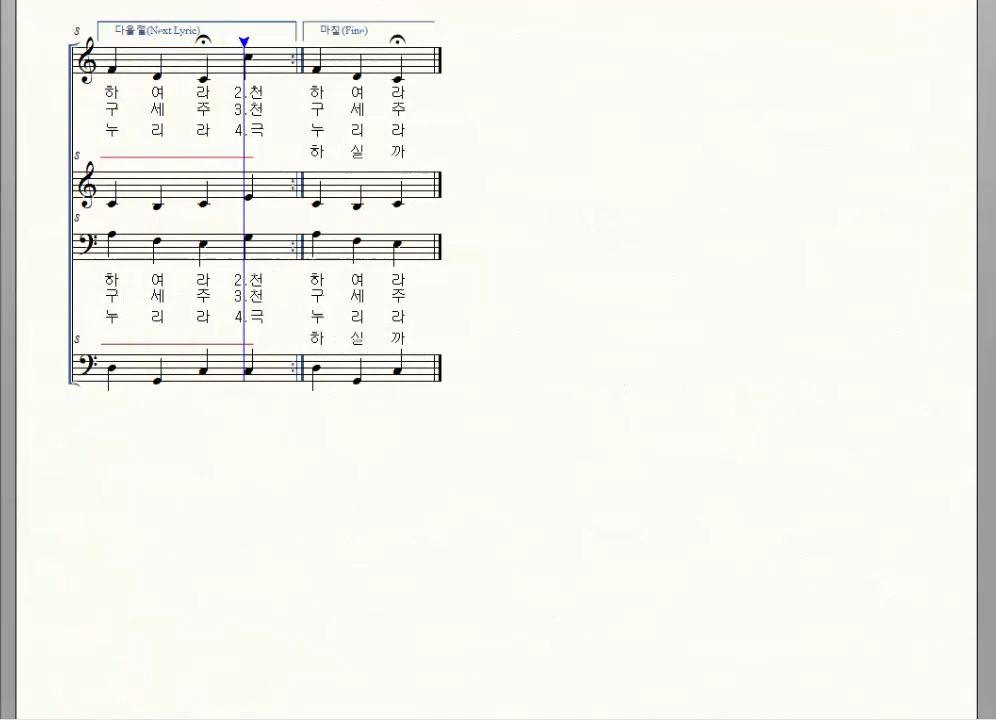 다음절(Next Lyric) 마침(Fine)
S
하 여 라 2.천 하 여 라
구 세 주 3.천 구 세 주
누 리 라 4.극 누 리 라
하 실 까
S
S
하 여 라 2.천 하 여 라
구 세 주 3.천 구 세 주
누 리 라 4.극 누 리 라
하 실 까
S